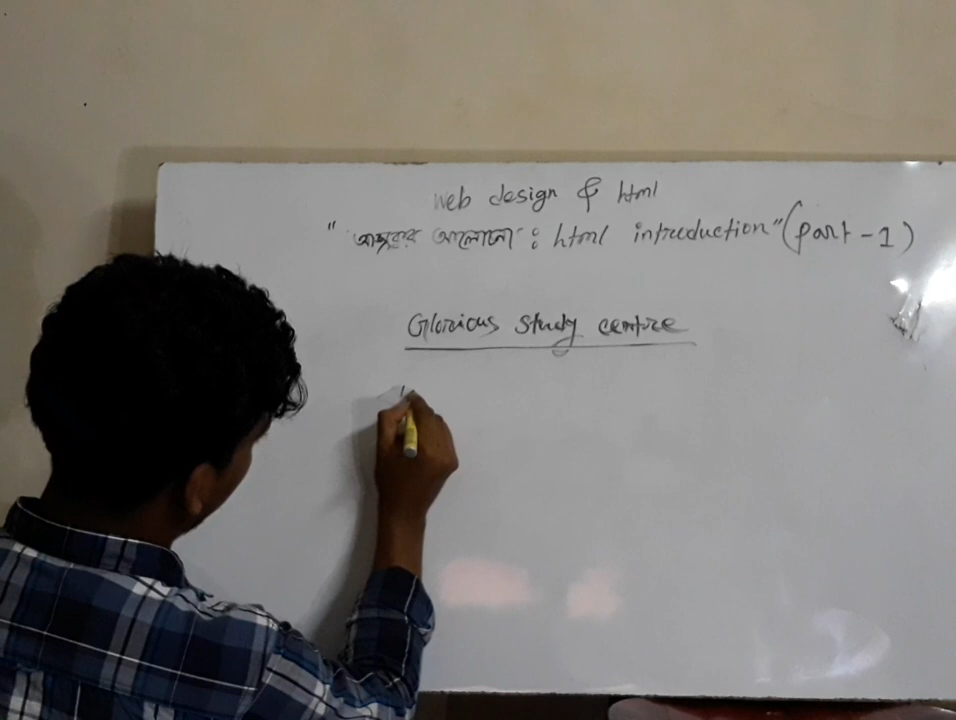 web design & html
"আজকের আলোচনা : html introduction" (part - 1)
Glorious study centre